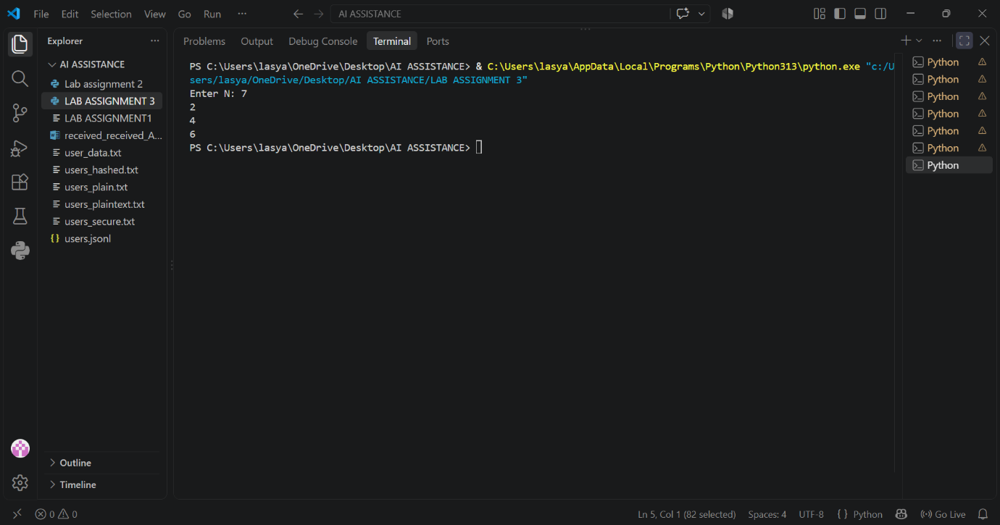 File Edit Selection View Go Run ··· AI ASSISTANCE
Explorer ···
AI ASSISTANCE
Lab assignment 2
LAB ASSIGNMENT 3
LAB ASSIGNMENT1
received_received_A...
user_data.txt
users_hashed.txt
users_plain.txt
users_plaintext.txt
users_secure.txt
{} users.jsonl
Outline
Timeline
Problems Output Debug Console Terminal Ports
PS C:\Users\lasya\OneDrive\Desktop\AI ASSISTANCE> & C:\Users\lasya\AppData\Local\Programs\Python\Python313\python.exe "c:/U
sers/lasya/OneDrive/Desktop/AI ASSISTANCE/LAB ASSIGNMENT 3"
Enter N: 7
2
4
6
PS C:\Users\lasya\OneDrive\Desktop\AI ASSISTANCE>
Python
Python
Python
Python
Python
Python
Python
0 0 Ln 5, Col 1 (82 selected) Spaces: 4 UTF-8 {} Python Go Live